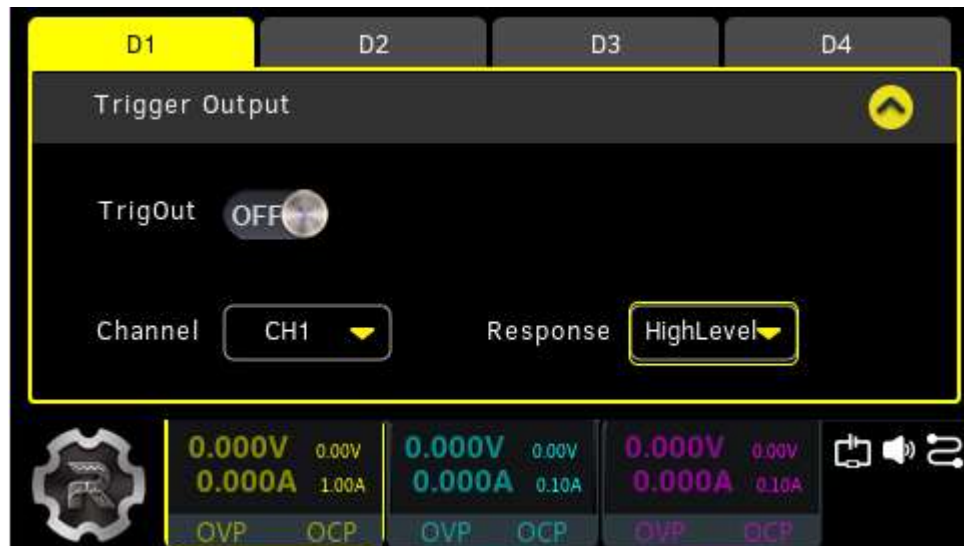 D1 D2 D3 D4
Trigger Output
TrigOut OFF
Channel CH1 Response HighLevel
0.000V 0.00V 0.000V 0.00V 0.000V 0.00V
0.000A 1.00A 0.000A 0.10A 0.000A 0.10A
OVP OCP OVP OCP OVP OCP